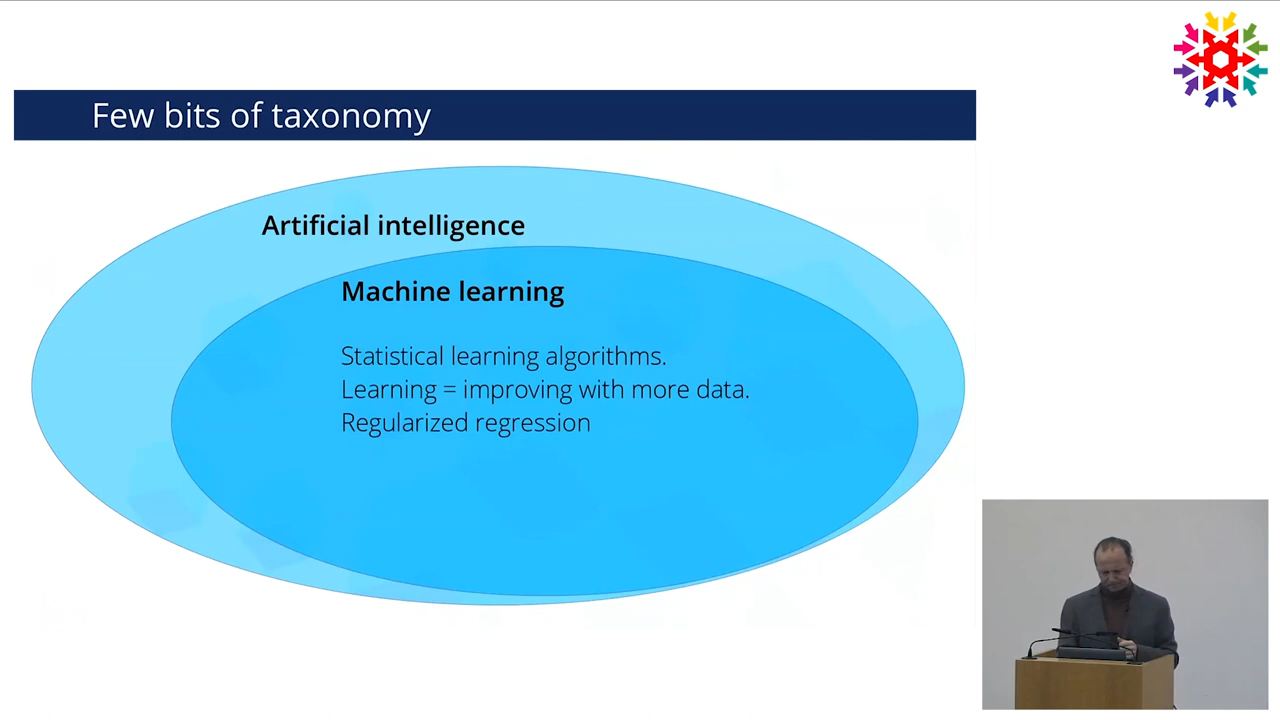 Few bits of taxonomy
Artificial intelligence
Machine learning
Statistical learning algorithms.
Learning = improving with more data.
Regularized regression